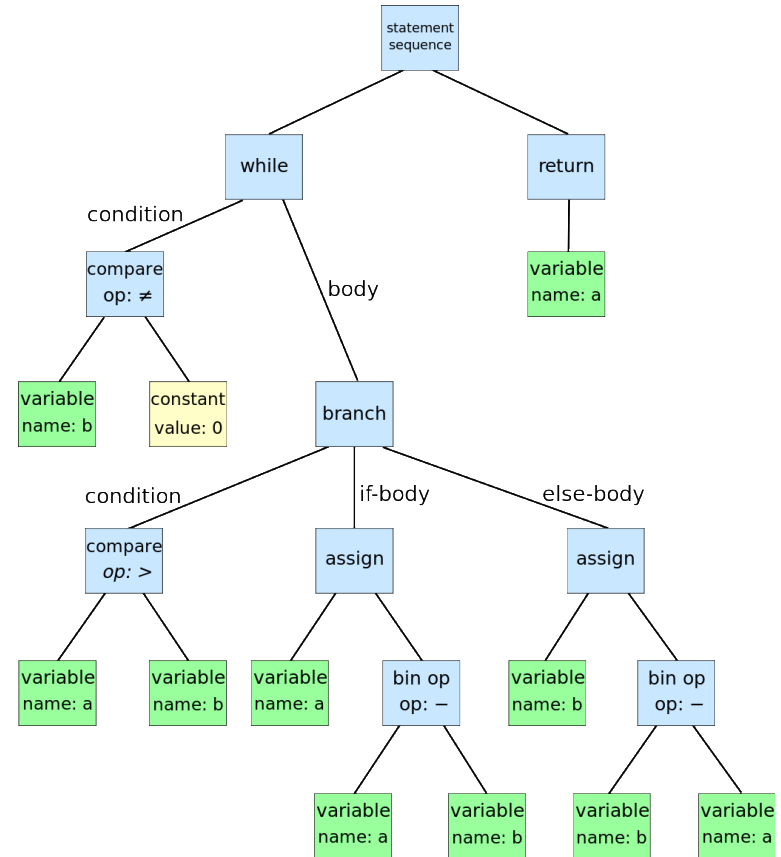 statement
sequence
while
return
condition
compare
op: ≠
body
variable
name: a
variable
name: b
constant
value: 0
branch
condition
if-body
else-body
compare
op: >
assign
assign
variable
name: a
variable
name: b
variable
name: a
bin op
op: −
variable
name: b
bin op
op: −
variable
name: a
variable
name: b
variable
name: b
variable
name: a